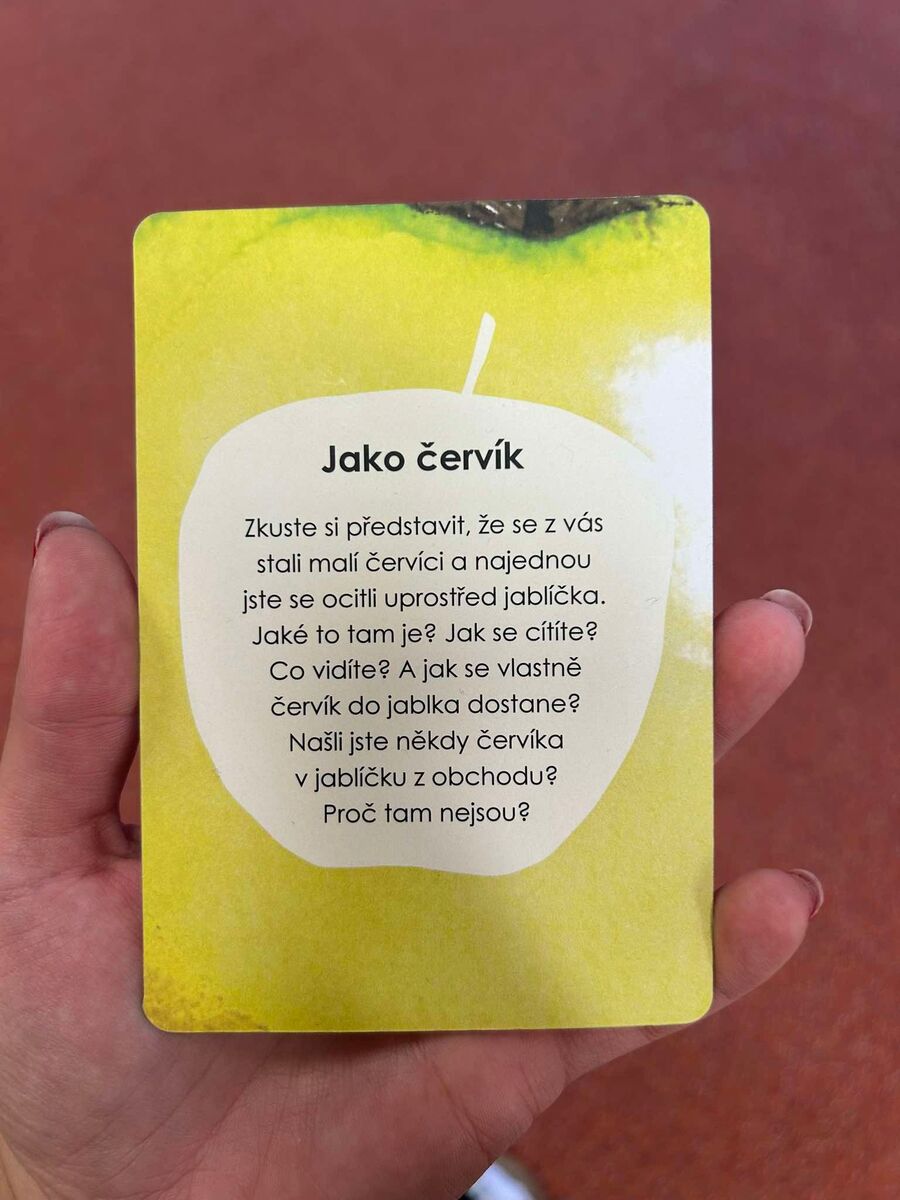 Jako červík
Zkuste si představit, že se z vás
stali malí červíci a najednou
jste se ocitli uprostřed jablíčka.
Jaké to tam je? Jak se cítíte?
Co vidíte? A jak se vlastně
červík do jablka dostane?
Našli jste někdy červíka
v jablíčku z obchodu?
Proč tam nejsou?